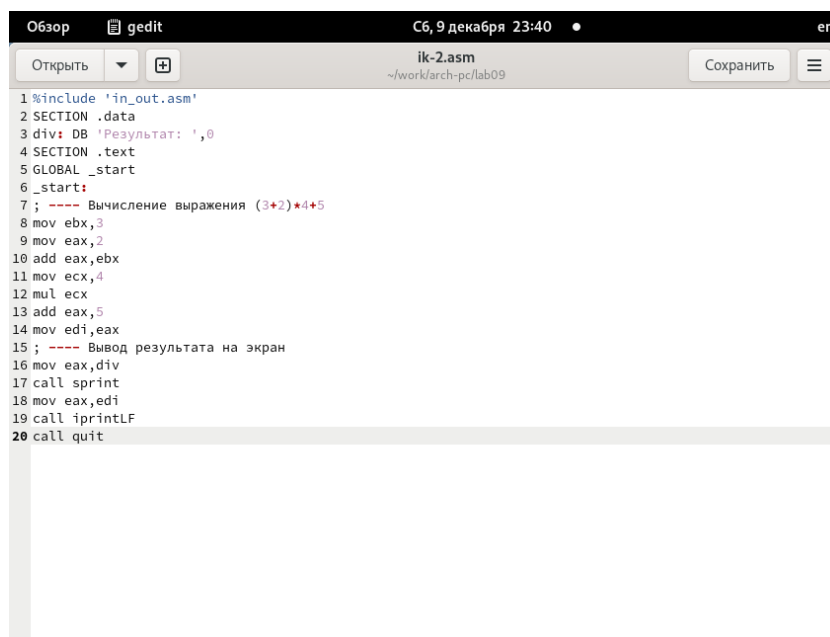 Обзор gedit Сб, 9 декабря 23:40 en
Открыть ik-2.asm Сохранить
~/work/arch-pc/lab09
1 %include 'in_out.asm'
2 SECTION .data
3 div: DB 'Результат: ',0
4 SECTION .text
5 GLOBAL _start
6 _start:
7 ; ---- Вычисление выражения (3+2)*4+5
8 mov ebx,3
9 mov eax,2
10 add eax,ebx
11 mov ecx,4
12 mul ecx
13 add eax,5
14 mov edi,eax
15 ; ---- Вывод результата на экран
16 mov eax,div
17 call sprint
18 mov eax,edi
19 call iprintLF
20 call quit